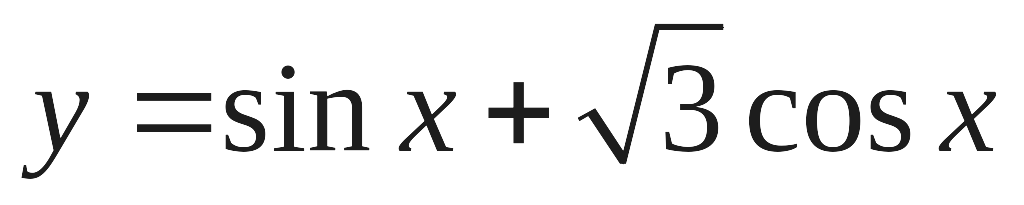 y = sin x + √3 cos x